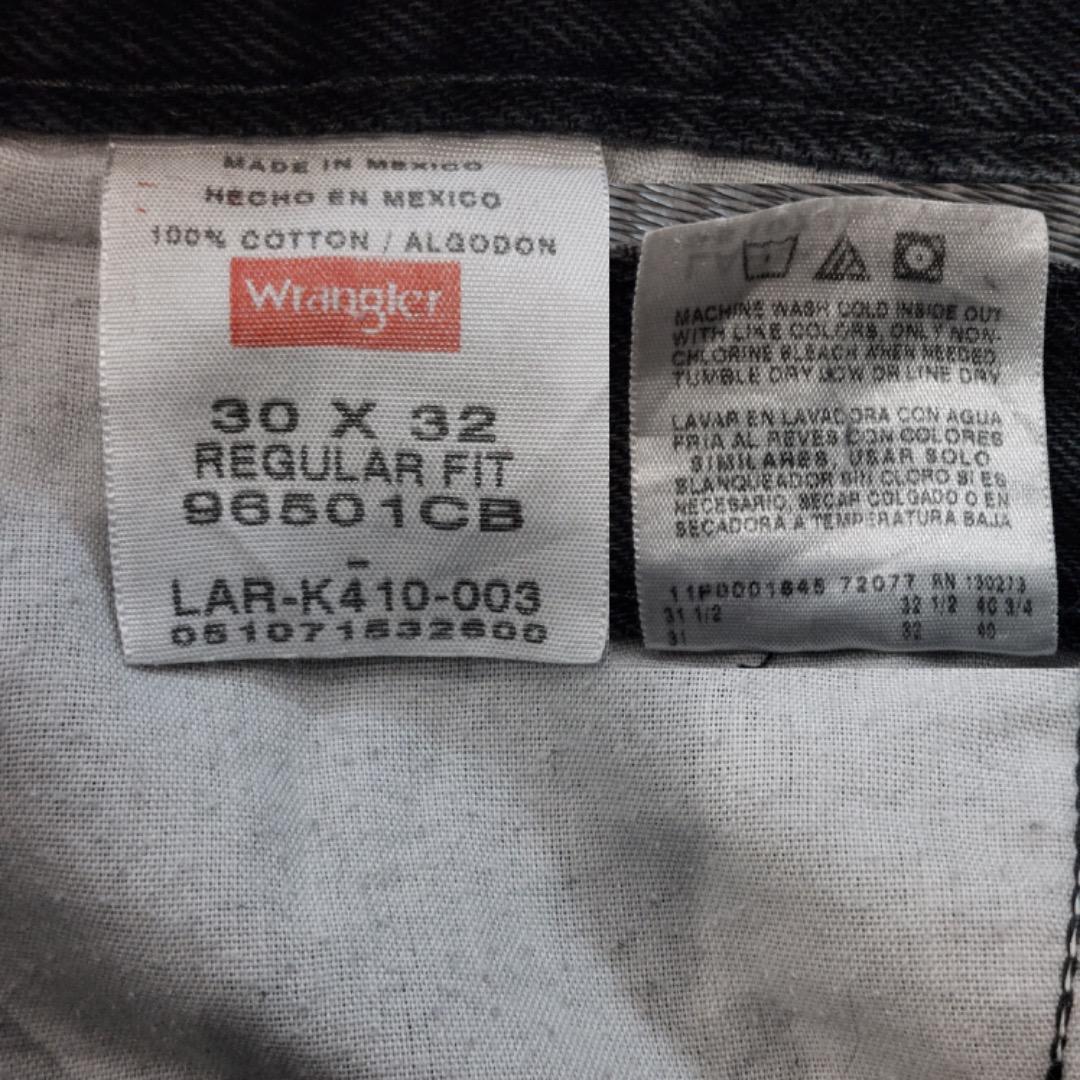 MADE IN MEXICO
HECHO EN MEXICO
100% COTTON / ALGODON
Wrangler
30 X 32
REGULAR FIT
96501CB
-
LAR-K410-003
051071532600
MACHINE WASH COLD INSIDE OUT
WITH LIKE COLORS, ONLY NON-
CHLORINE BLEACH WHEN NEEDED,
TUMBLE DRY LOW OR LINE DRY
LAVAR EN LAVADORA CON AGUA
FRIA AL REVES CON COLORES
SIMILARES, USAR SOLO
BLANQUEADOR SIN CLORO SI ES
NECESARIO, SECAR COLGADO O EN
SECADORA A TEMPERATURA BAJA
72077 RN 130273
31 1/2 32 1/2 40 3/4
31 32 40